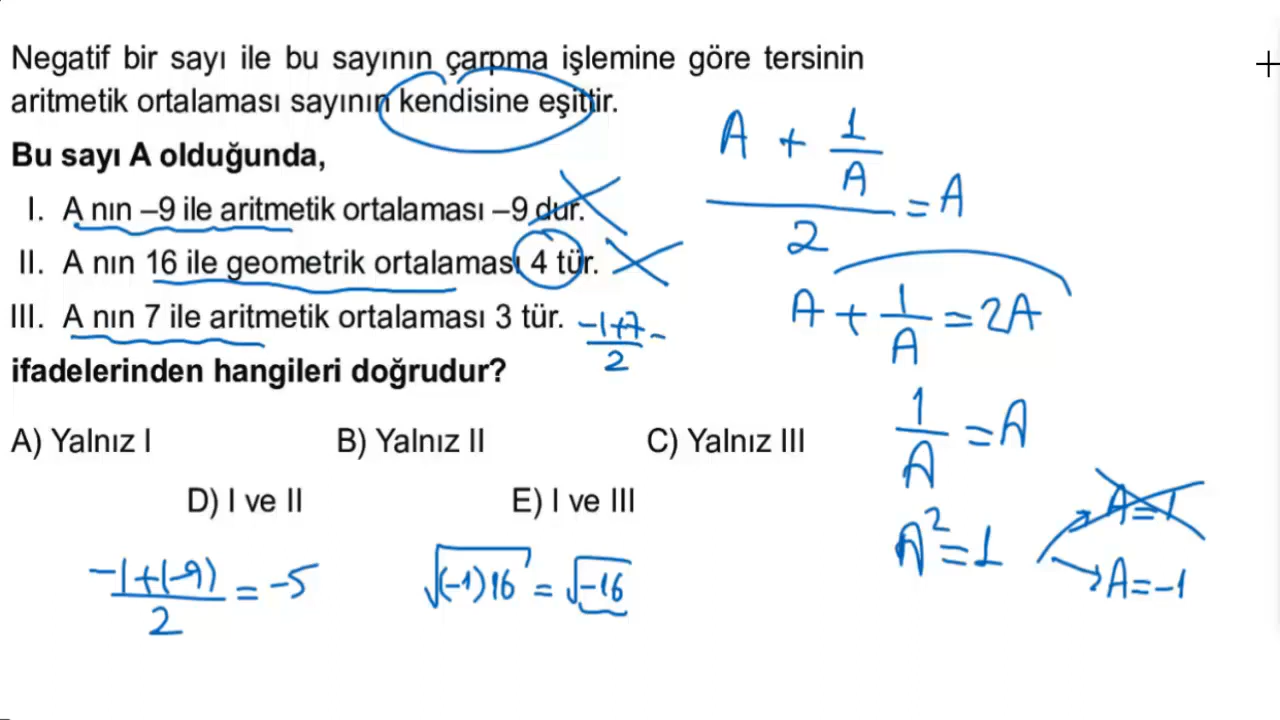 Negatif bir sayı ile bu sayının çarpma işlemine göre tersinin
aritmetik ortalaması sayının kendisine eşittir.
Bu sayı A olduğunda,
I. A nın –9 ile aritmetik ortalaması –9 dur.
II. A nın 16 ile geometrik ortalaması 4 tür.
III. A nın 7 ile aritmetik ortalaması 3 tür.
ifadelerinden hangileri doğrudur?
A) Yalnız I B) Yalnız II C) Yalnız III
D) I ve II E) I ve III
(A + 1/A)/2 = A
A + 1/A = 2A
1/A = A
A² = 1
A = 1
A = -1
(-1+7)/2 -
(-1+(-9))/2 = -5
√(-1)16 = √-16